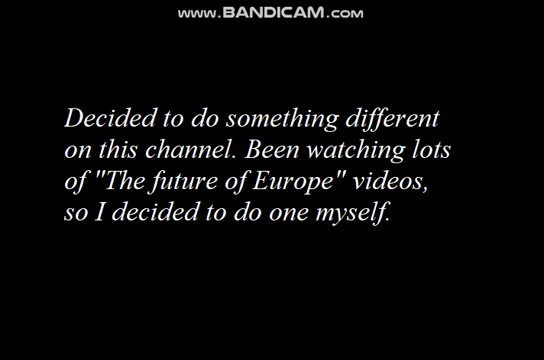 www.BANDICAM.com
Decided to do something different
on this channel. Been watching lots
of "The future of Europe" videos,
so I decided to do one myself.